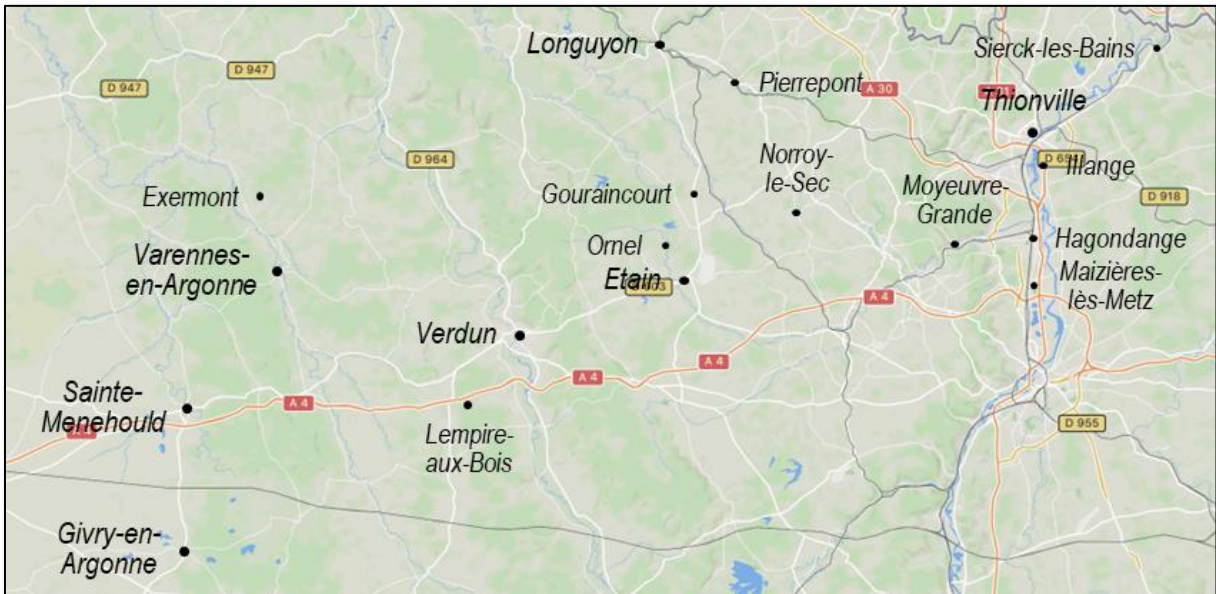 Longuyon
Sierck-les-Bains
D 947
D 947
Pierrepont
A 30
Thionville
D 964
Norroy-
le-Sec
D 654
Illange
Exermont
Gouraincourt
Moyeuvre-
Grande
D 918
Varennes-
en-Argonne
Ornel
Hagondange
Etain
Maizières-
lès-Metz
A 4
Verdun
A 4
A 4
Sainte-
Menehould
A 4
Lempire-
aux-Bois
D 955
Givry-en-
Argonne